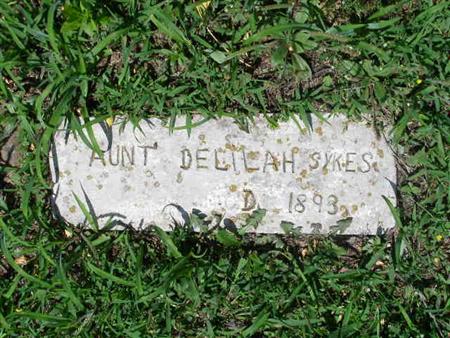 AUNT DELILAH SYKES
D. 1893